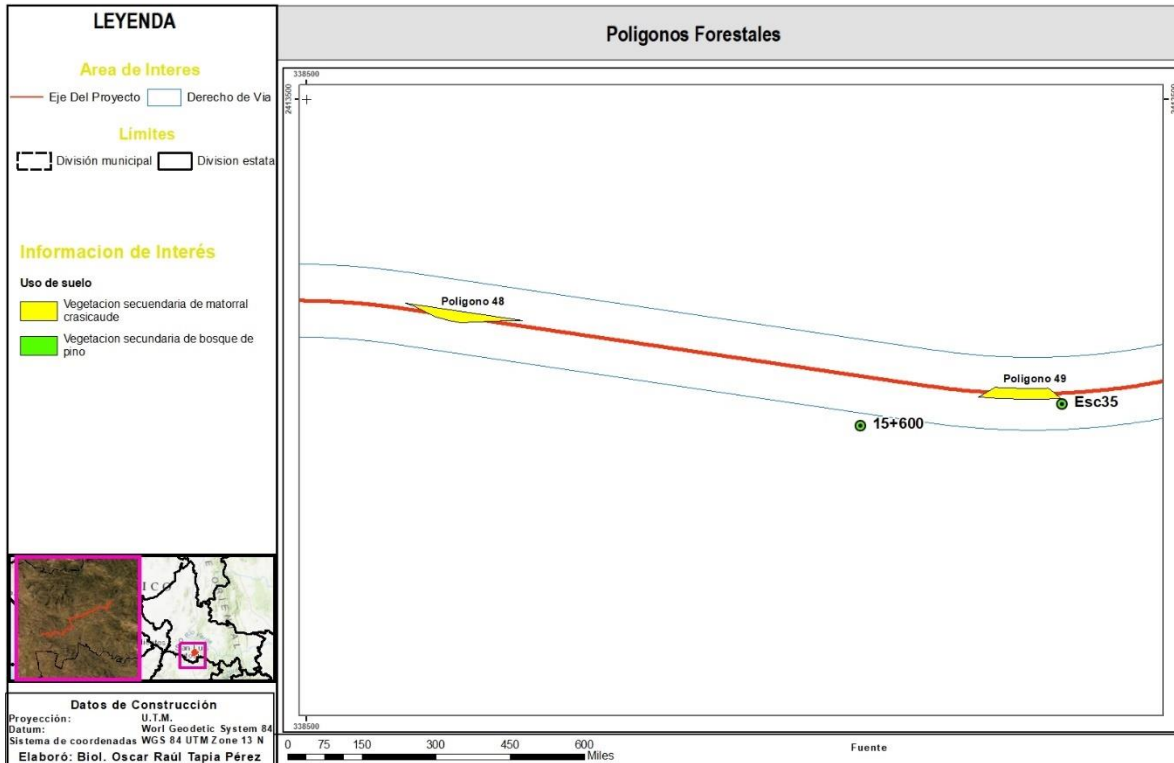 LEYENDA
Area de Interes
Eje Del Proyecto
Derecho de Via
Límites
División municipal
Division estata
Informacion de Interés
Uso de suelo
Vegetacion secuendaria de matorral
crasicaude
Vegetacion secundaria de bosque de
pino
Datos de Construcción
Proyección: U.T.M.
Datum: Worl Geodetic System 84
Sistema de coordenadas WGS 84 UTM Zone 13 N
Elaboró: Biol. Oscar Raúl Tapia Pérez
Poligonos Forestales
338500
2413500
2413500
Poligono 48
Poligono 49
Esc35
15+600
338500
0 75 150 300 450 600
Miles
Fuente